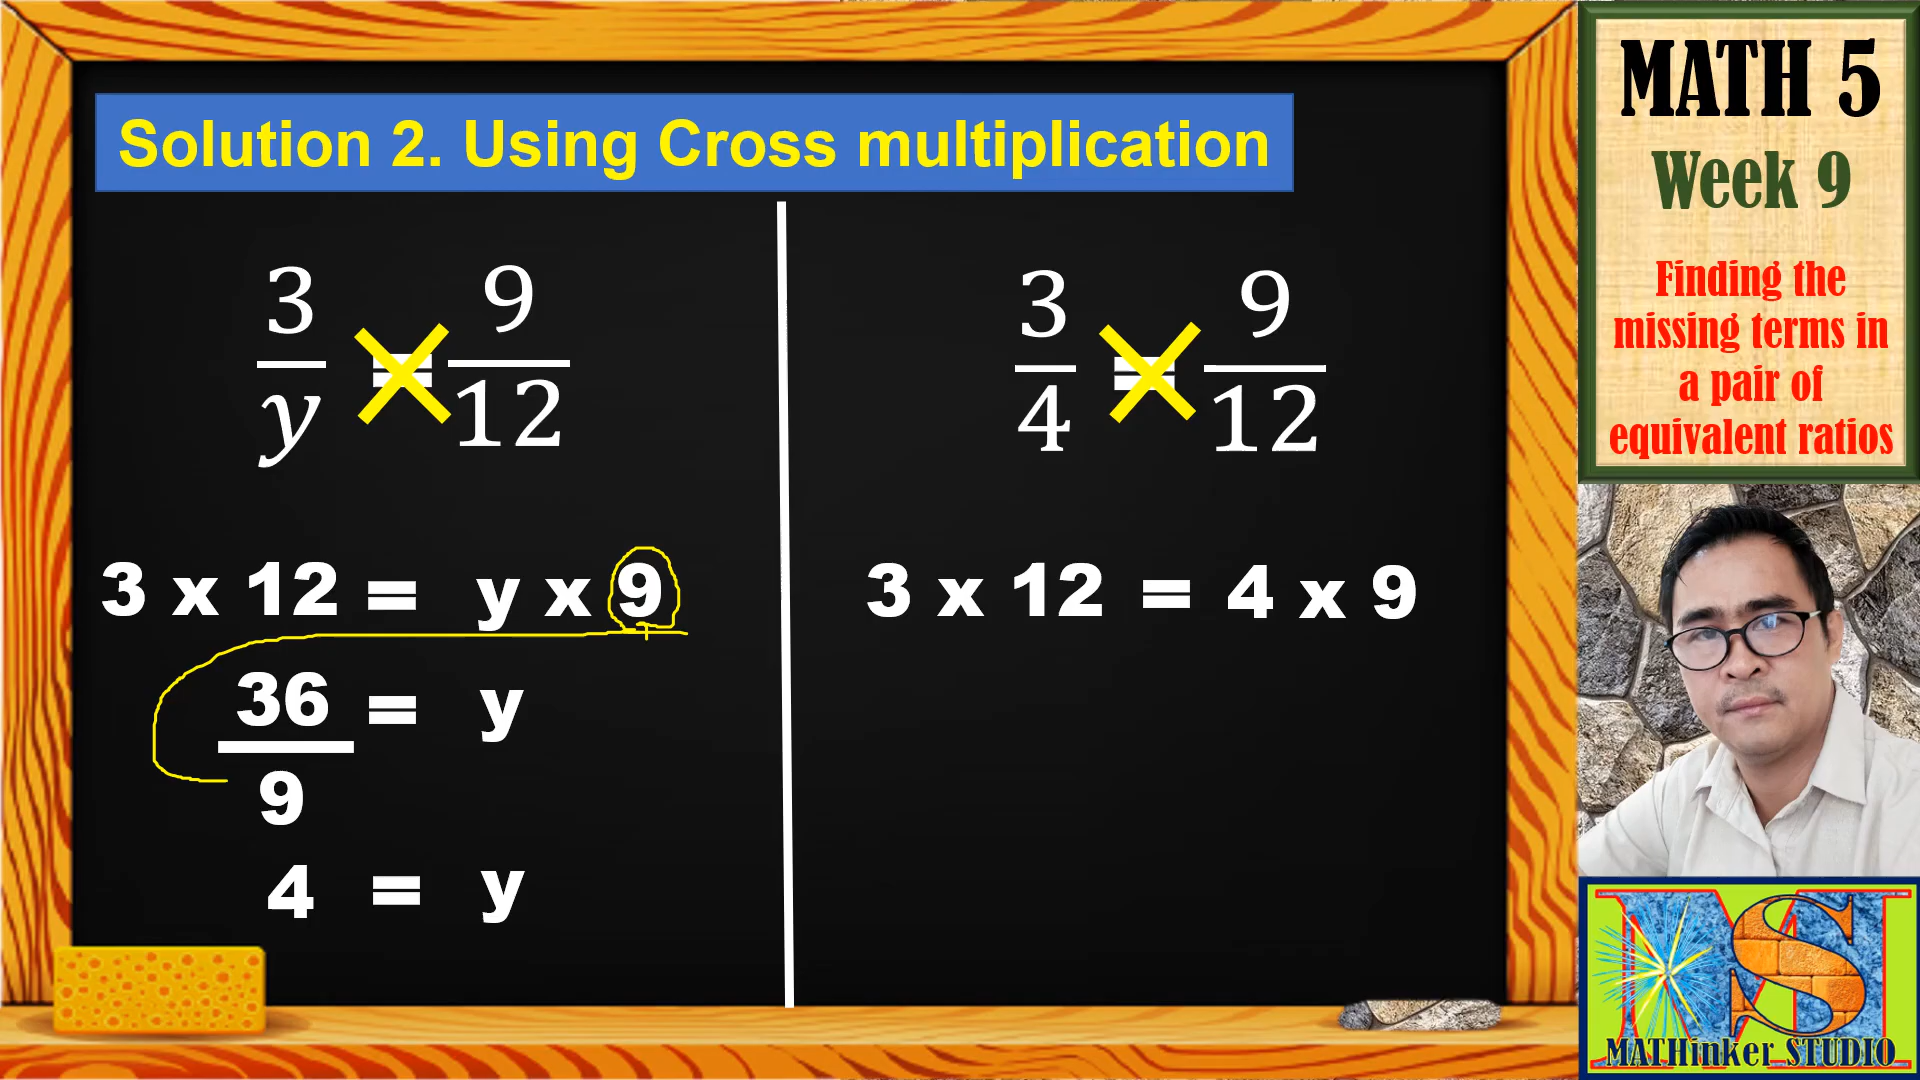 Solution 2. Using Cross multiplication
3/y = 9/12
3 x 12 = y x 9
36/9 = y
4 = y
3/4 = 9/12
3 x 12 = 4 x 9
MATH 5
Week 9
Finding the
missing terms in
a pair of
equivalent ratios
MS
MATHinker STUDIO